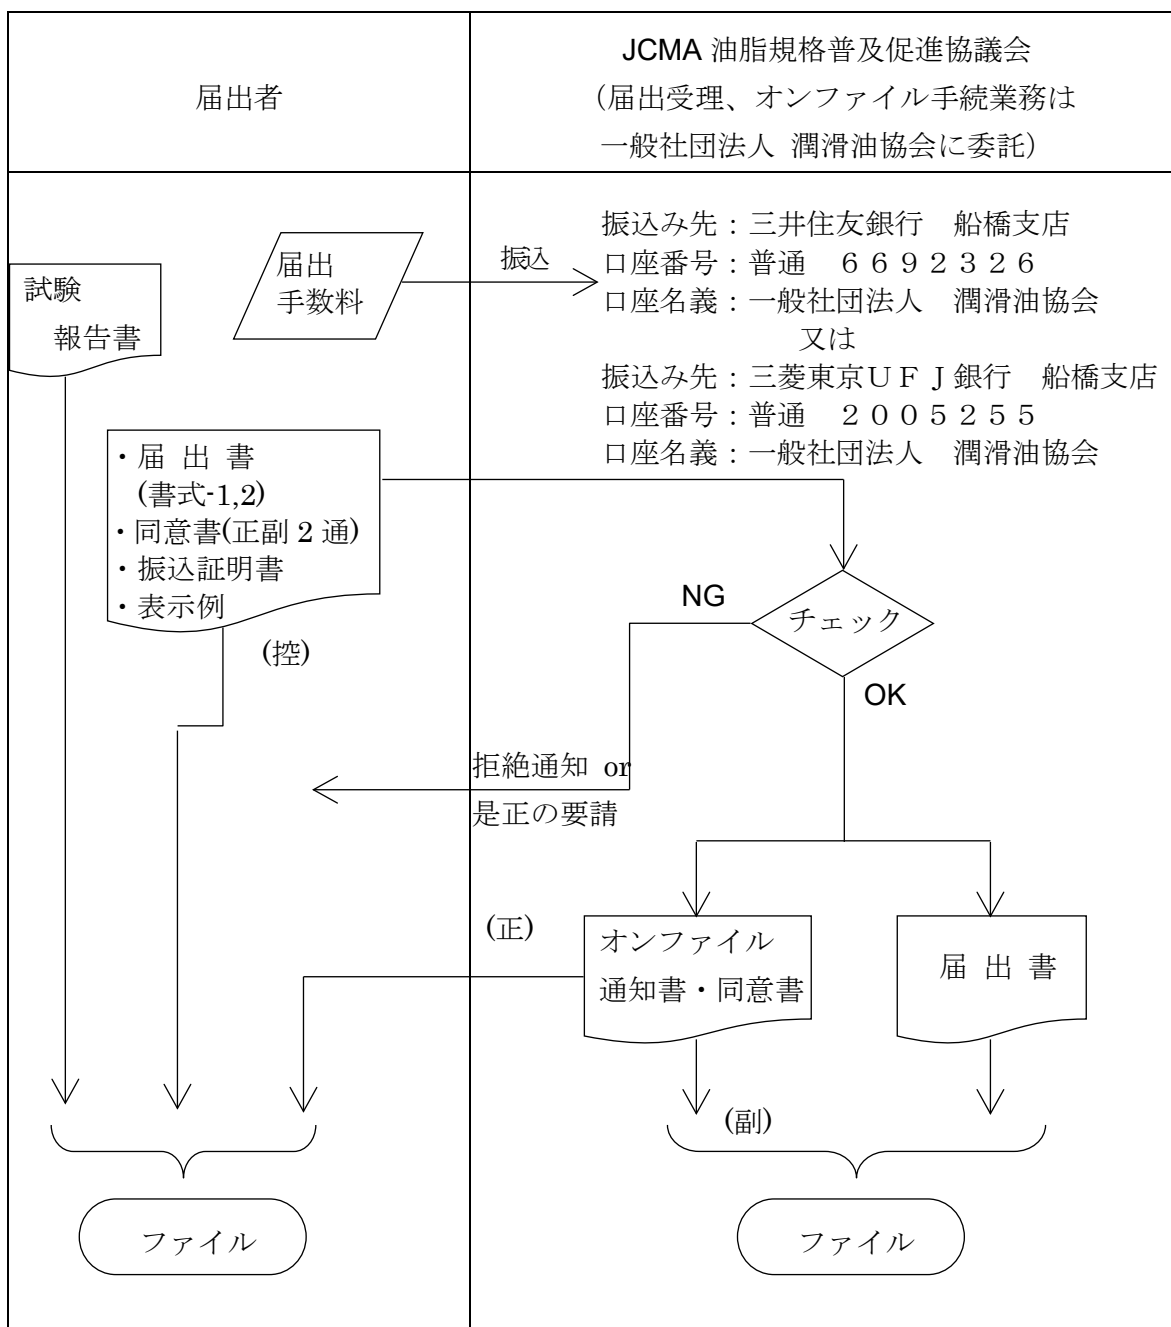 届出者
JCMA 油脂規格普及促進協議会
(届出受理、オンファイル手続業務は
一般社団法人 潤滑油協会に委託)
試験
報告書
届出
手数料
振込
振込み先：三井住友銀行　船橋支店
口座番号：普通　６６９２３２６
口座名義：一般社団法人　潤滑油協会
又は
振込み先：三菱東京ＵＦＪ銀行　船橋支店
口座番号：普通　２００５２５５
口座名義：一般社団法人　潤滑油協会
・届 出 書
(書式-1,2)
・同意書(正副 2 通)
・振込証明書
・表示例
(控)
チェック
NG
OK
拒絶通知 or
是正の要請
(正)
オンファイル
通知書・同意書
届 出 書
(副)
ファイル
ファイル